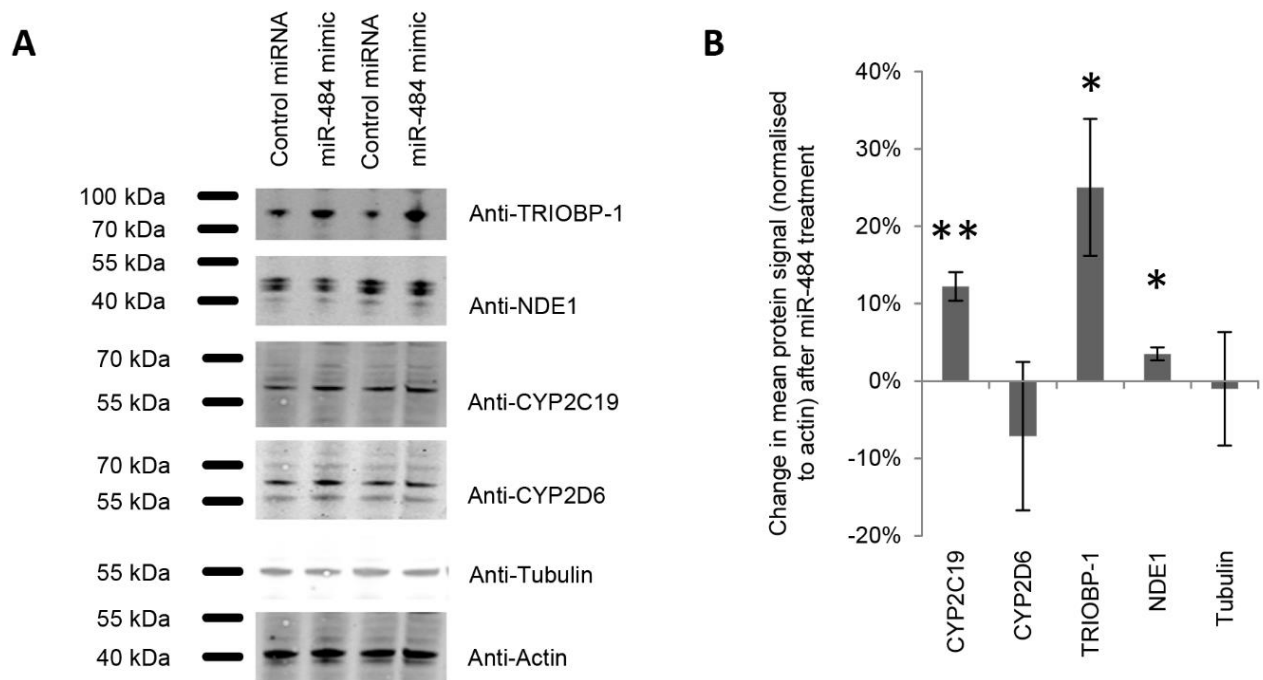 A
Control miRNA
miR-484 mimic
Control miRNA
miR-484 mimic
100 kDa
70 kDa
Anti-TRIOBP-1
55 kDa
40 kDa
Anti-NDE1
70 kDa
55 kDa
Anti-CYP2C19
70 kDa
55 kDa
Anti-CYP2D6
55 kDa
Anti-Tubulin
55 kDa
40 kDa
Anti-Actin
B
Change in mean protein signal (normalised
to actin) after miR-484 treatment
40%
30%
20%
10%
0%
-10%
-20%
**
*
*
CYP2C19
CYP2D6
TRIOBP-1
NDE1
Tubulin